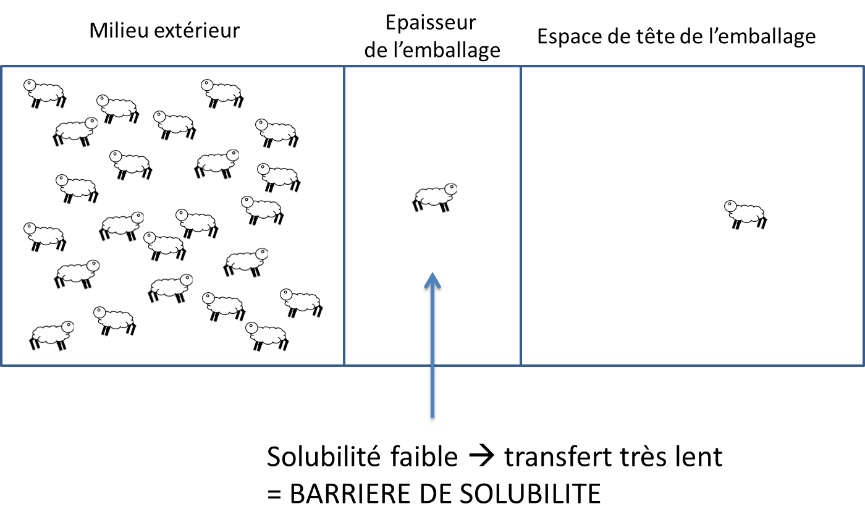 Milieu extérieur
Epaisseur
de l’emballage
Espace de tête de l’emballage
Solubilité faible → transfert très lent
= BARRIERE DE SOLUBILITE